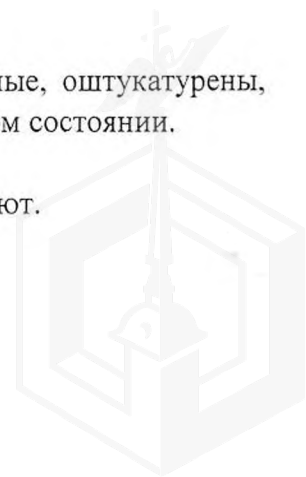 ные, оштукатурены,
м состоянии.
ют.